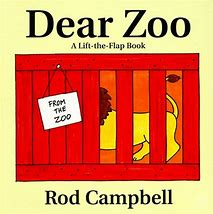 Dear Zoo
A Lift-the-Flap Book
FROM
THE
ZOO
Rod Campbell